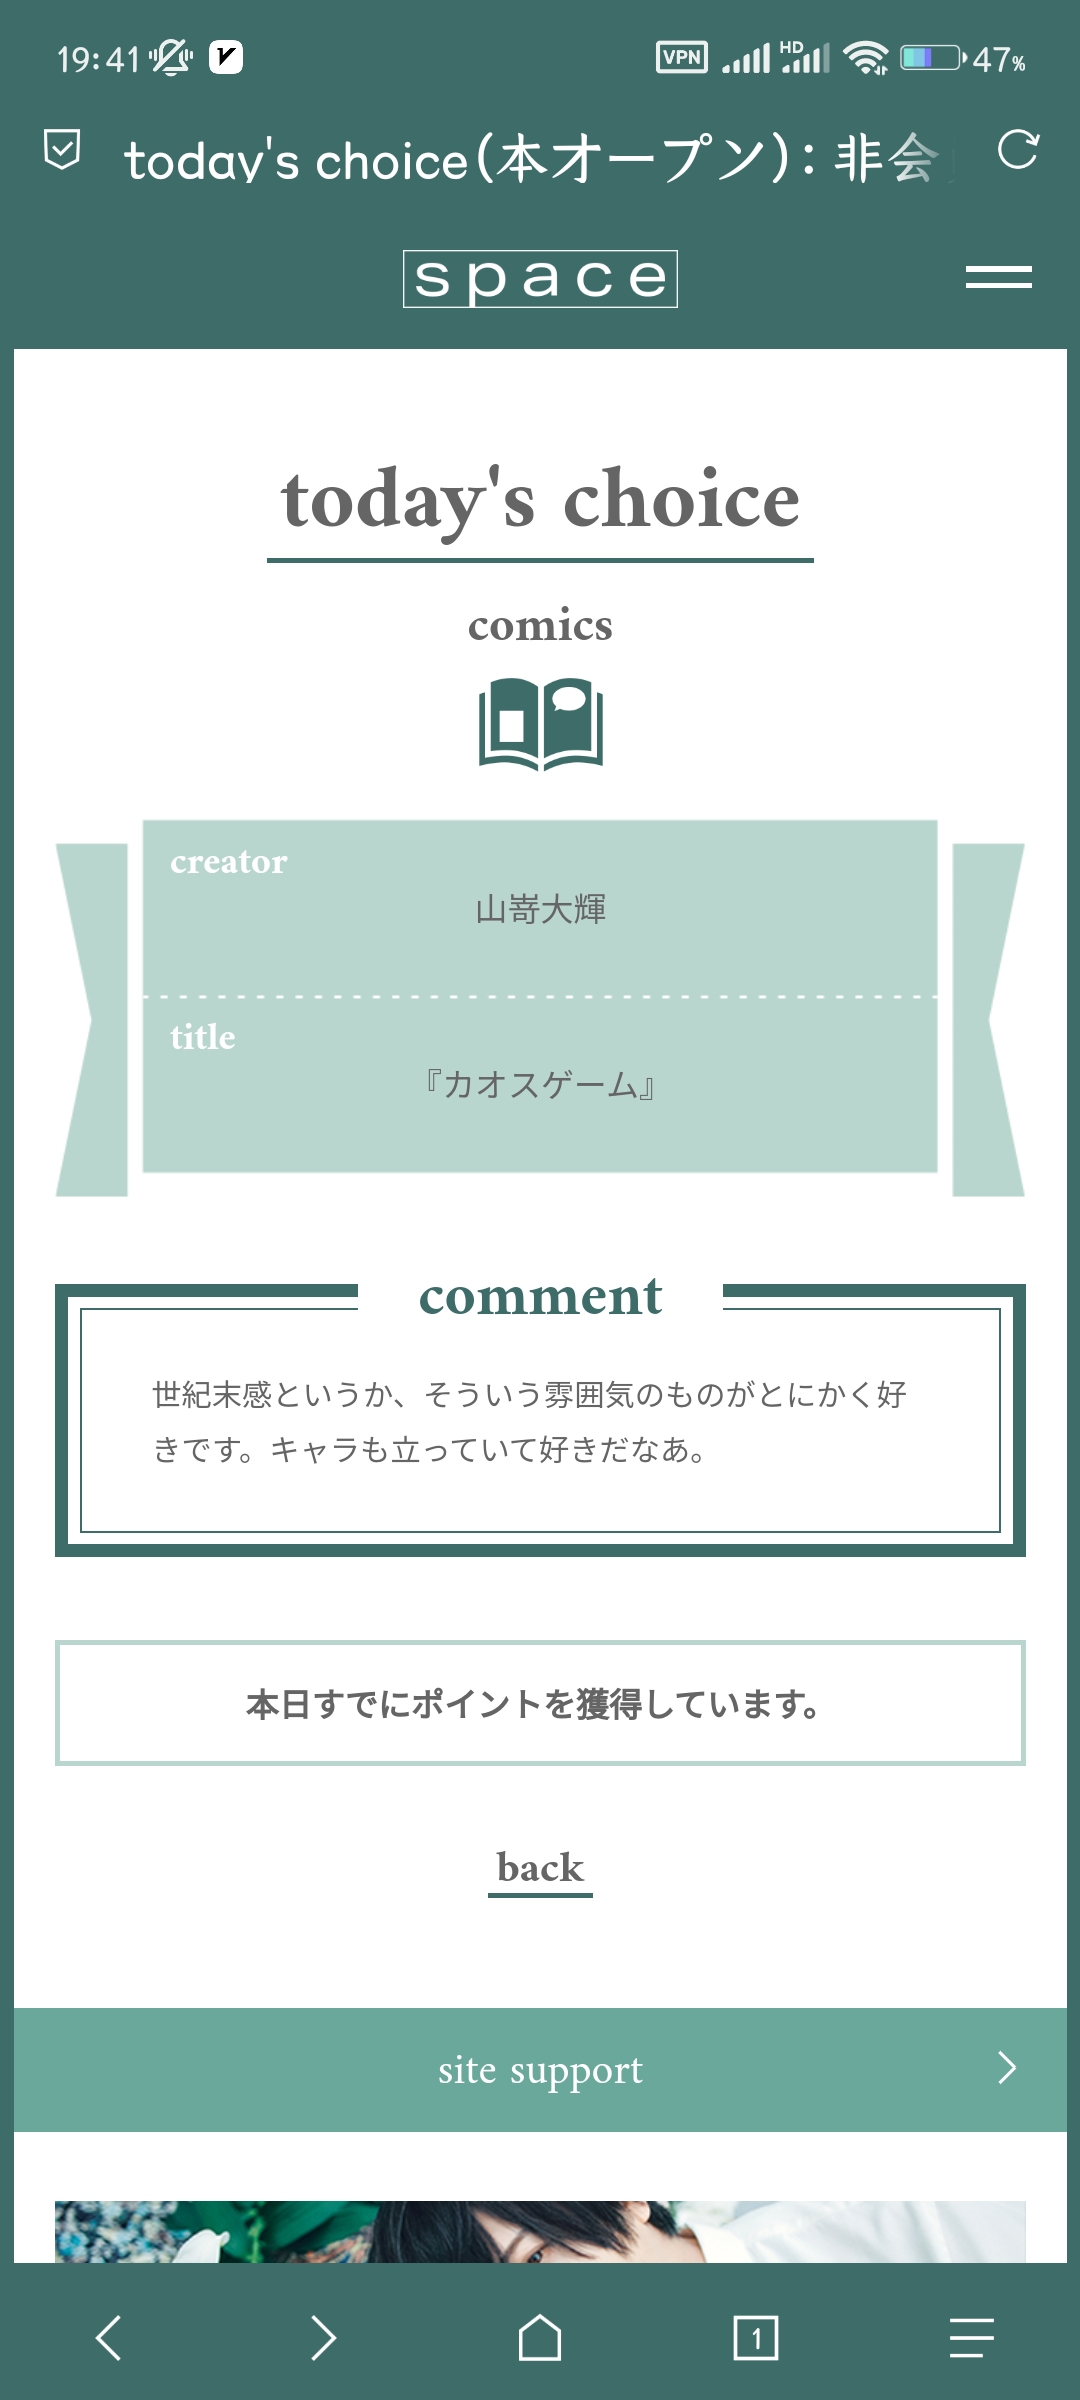 19:41
VPN
HD
47%
today's choice(本オープン): 非会
space
today's choice
comics
creator
山嵜大輝
title
『カオスゲーム』
comment
世紀末感というか、そういう雰囲気のものがとにかく好
きです。キャラも立っていて好きだなあ。
本日すでにポイントを獲得しています。
back
site support
1